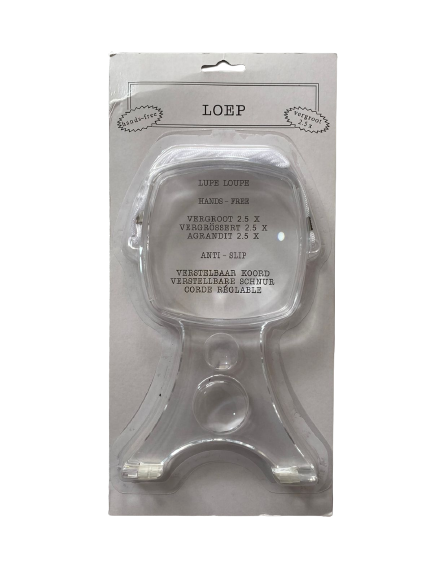 LOEP
hands-free
vergroot
2.5 x
LUPE LOUPE
HANDS - FREE
VERGROOT 2.5 X
VERGRÖSSERT 2.5 X
AGRANDIT 2.5 X
ANTI - SLIP
VERSTELBAAR KOORD
VERSTELLBARE SCHNUR
CORDE RÉGLABLE